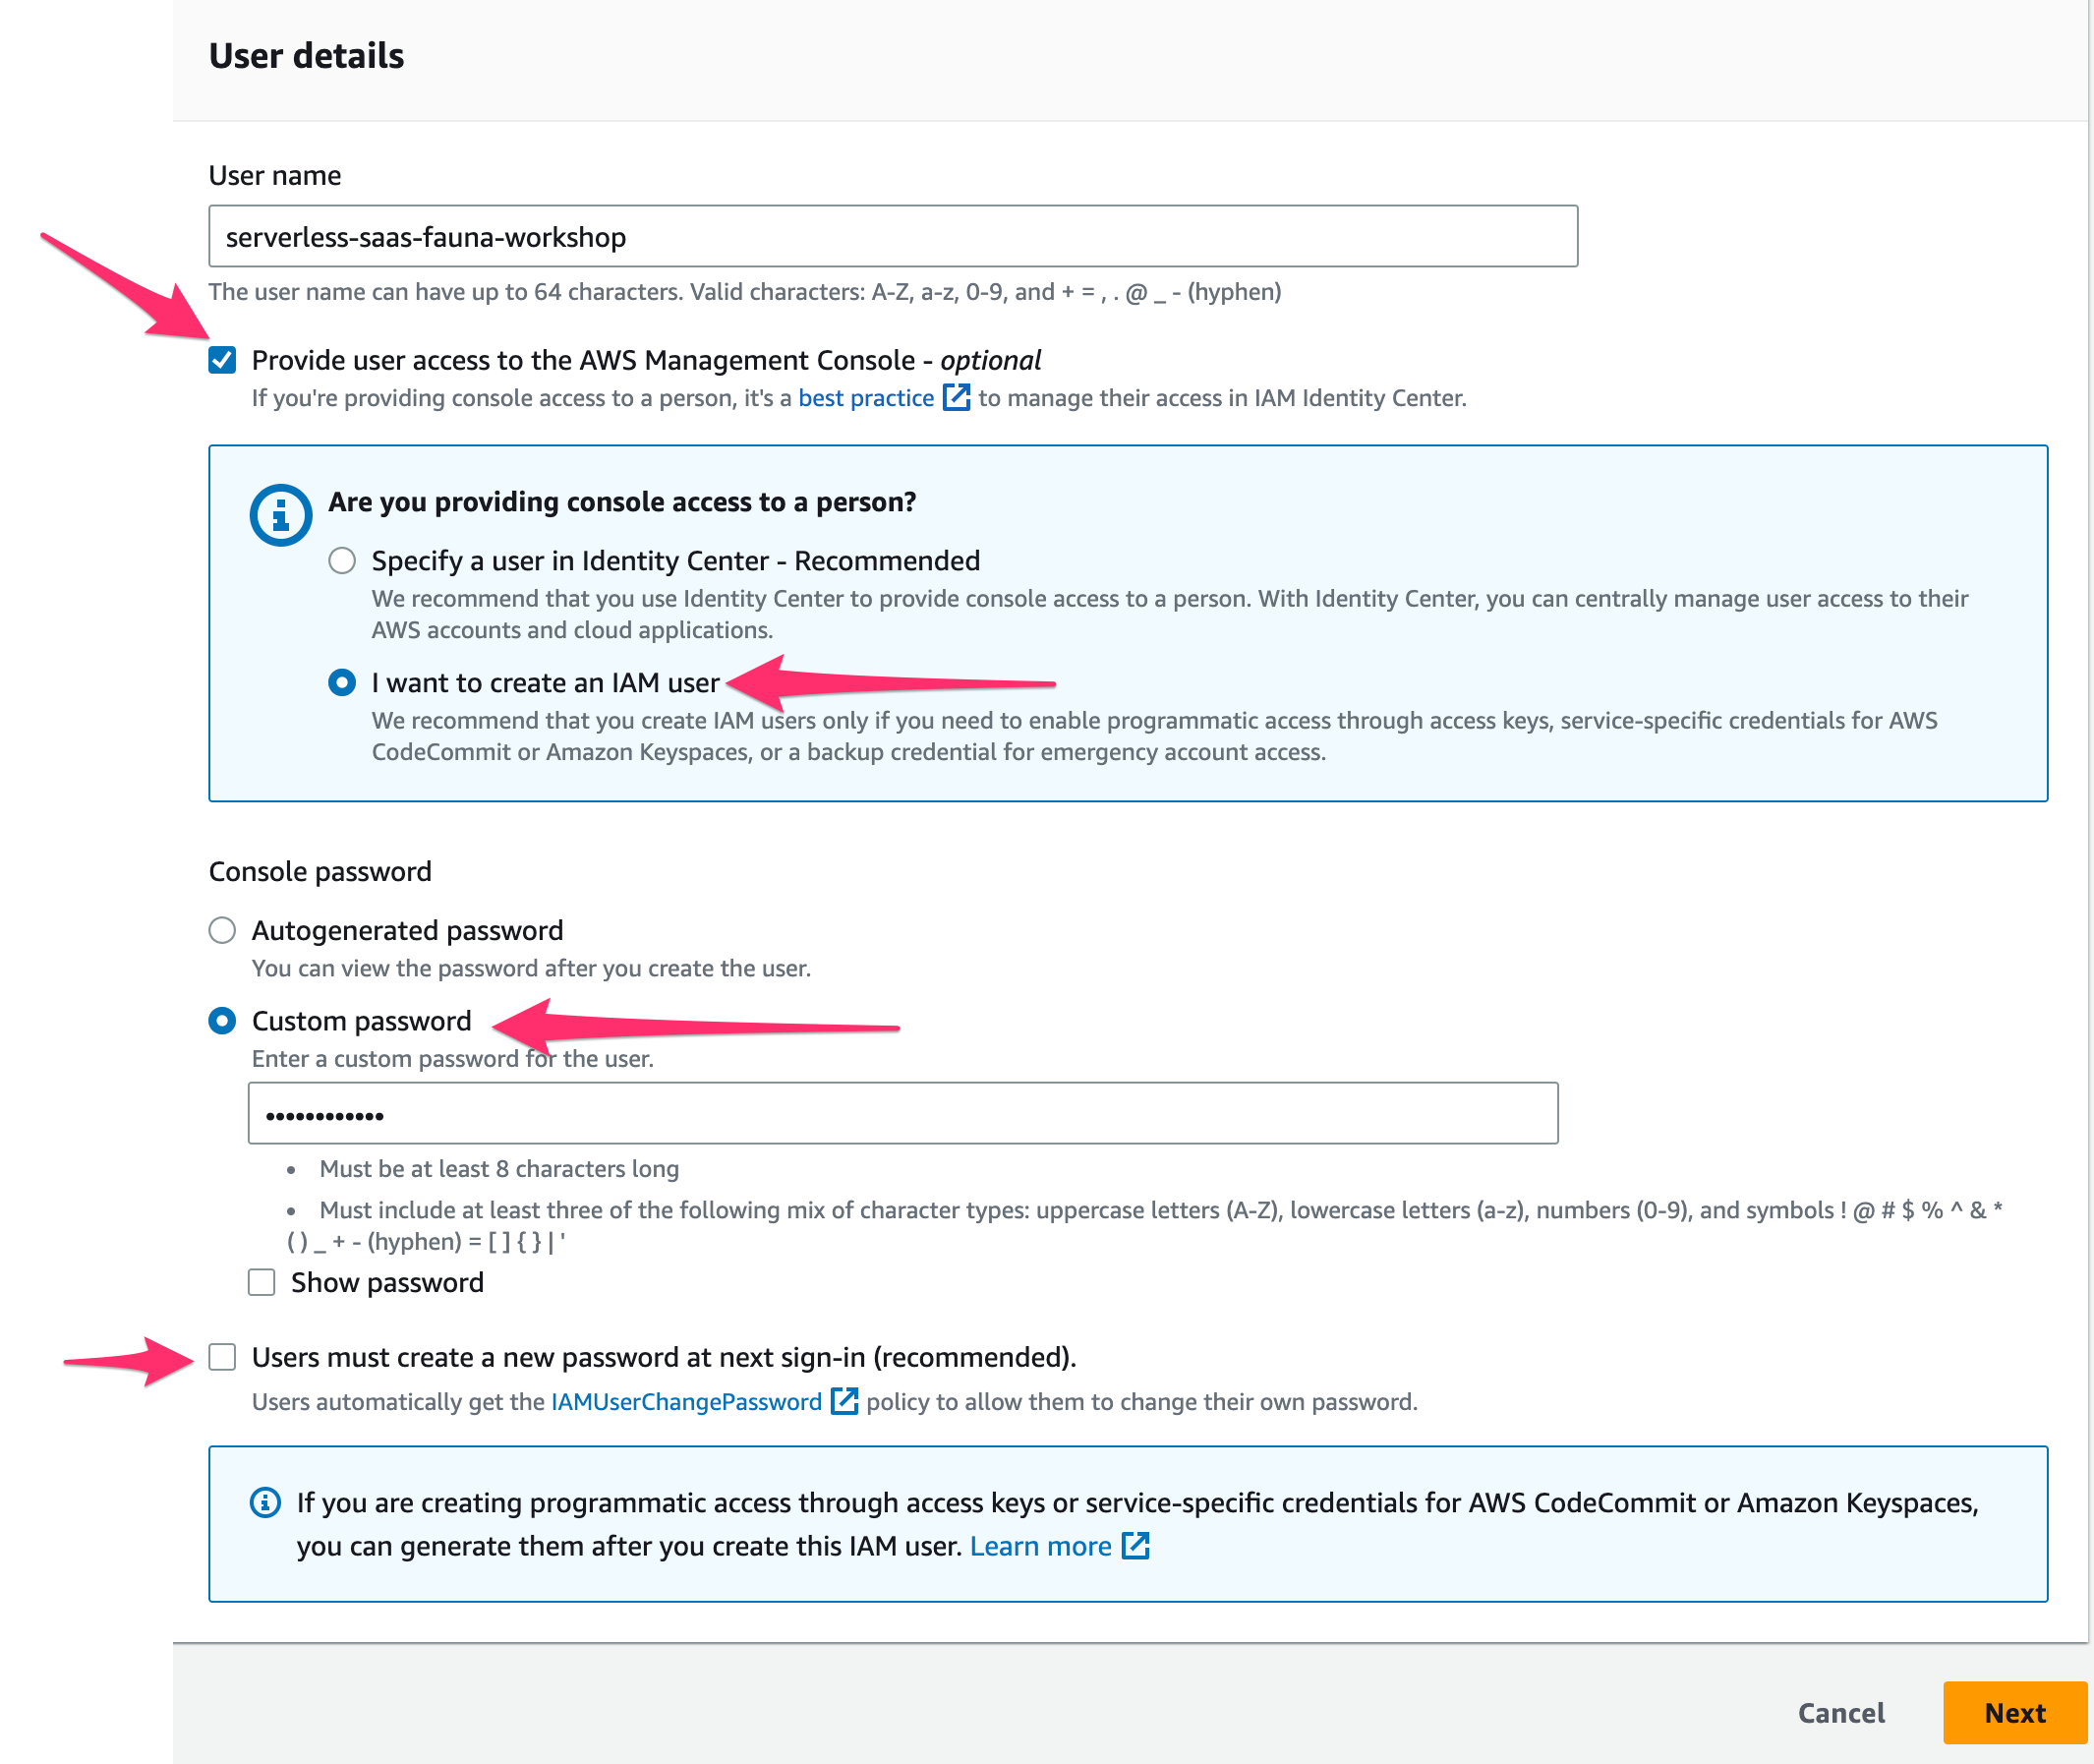 User details
User name
serverless-saas-fauna-workshop
The user name can have up to 64 characters. Valid characters: A-Z, a-z, 0-9, and + = , . @ _ - (hyphen)
Provide user access to the AWS Management Console - optional
If you're providing console access to a person, it's a best practice to manage their access in IAM Identity Center.
Are you providing console access to a person?
Specify a user in Identity Center - Recommended
We recommend that you use Identity Center to provide console access to a person. With Identity Center, you can centrally manage user access to their
AWS accounts and cloud applications.
I want to create an IAM user
We recommend that you create IAM users only if you need to enable programmatic access through access keys, service-specific credentials for AWS
CodeCommit or Amazon Keyspaces, or a backup credential for emergency account access.
Console password
Autogenerated password
You can view the password after you create the user.
Custom password
Enter a custom password for the user.
••••••••••••
• Must be at least 8 characters long
• Must include at least three of the following mix of character types: uppercase letters (A-Z), lowercase letters (a-z), numbers (0-9), and symbols ! @ # $ % ^ & *
( ) _ + - (hyphen) = [ ] { } | '
Show password
Users must create a new password at next sign-in (recommended).
Users automatically get the IAMUserChangePassword policy to allow them to change their own password.
If you are creating programmatic access through access keys or service-specific credentials for AWS CodeCommit or Amazon Keyspaces,
you can generate them after you create this IAM user. Learn more
Cancel
Next